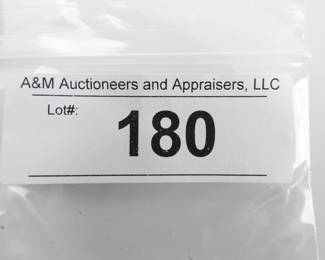 A&M Auctioneers and Appraisers, LLC
Lot#: 180